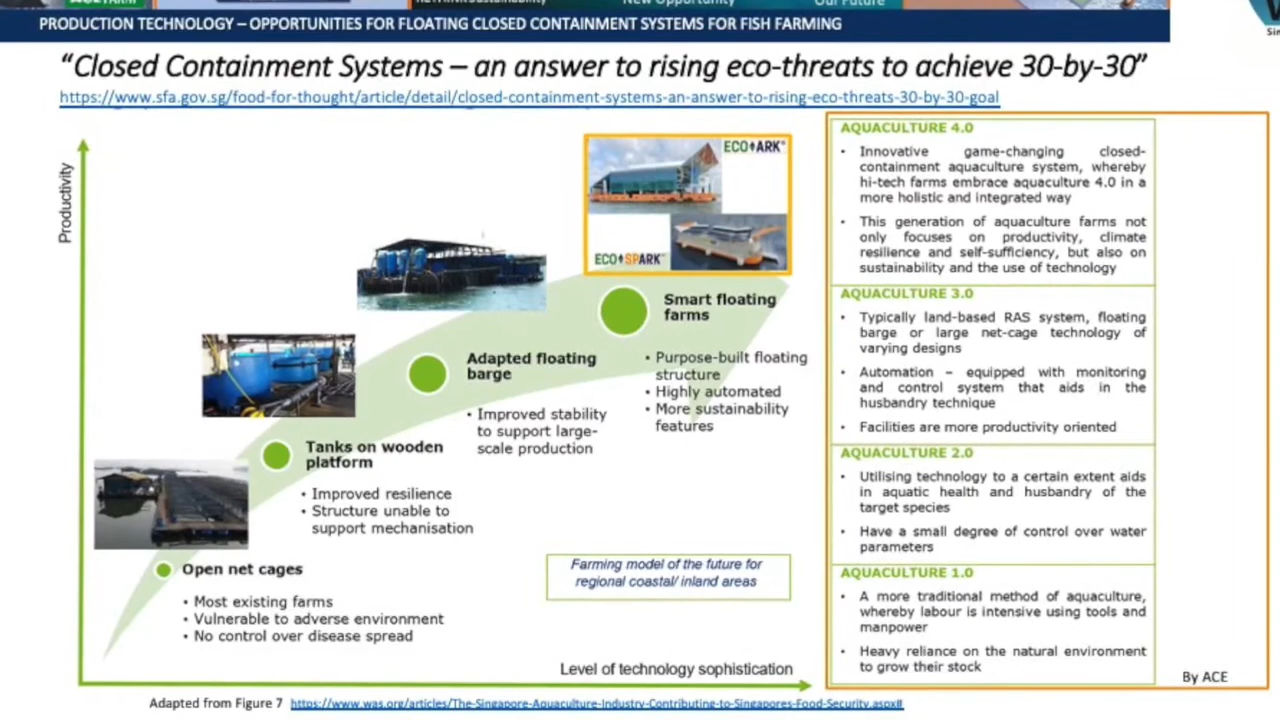 RETHINK Sustainability
New Opportunity
Our Future
PRODUCTION TECHNOLOGY – OPPORTUNITIES FOR FLOATING CLOSED CONTAINMENT SYSTEMS FOR FISH FARMING
“Closed Containment Systems – an answer to rising eco-threats to achieve 30-by-30”
https://www.sfa.gov.sg/food-for-thought/article/detail/closed-containment-systems-an-answer-to-rising-eco-threats-30-by-30-goal
Productivity
ECO ARK
ECO SPARK
Smart floating
farms
• Purpose-built floating
structure
• Highly automated
• More sustainability
features
Adapted floating
barge
• Improved stability
to support large-
scale production
Tanks on wooden
platform
• Improved resilience
• Structure unable to
support mechanisation
Open net cages
• Most existing farms
• Vulnerable to adverse environment
• No control over disease spread
Farming model of the future for
regional coastal/ inland areas
Level of technology sophistication
AQUACULTURE 4.0
• Innovative game-changing closed-
containment aquaculture system, whereby
hi-tech farms embrace aquaculture 4.0 in a
more holistic and integrated way
• This generation of aquaculture farms not
only focuses on productivity, climate
resilience and self-sufficiency, but also on
sustainability and the use of technology
AQUACULTURE 3.0
• Typically land-based RAS system, floating
barge or large net-cage technology of
varying designs
• Automation – equipped with monitoring
and control system that aids in the
husbandry technique
• Facilities are more productivity oriented
AQUACULTURE 2.0
• Utilising technology to a certain extent aids
in aquatic health and husbandry of the
target species
• Have a small degree of control over water
parameters
AQUACULTURE 1.0
• A more traditional method of aquaculture,
whereby labour is intensive using tools and
manpower
• Heavy reliance on the natural environment
to grow their stock
By ACE
Adapted from Figure 7 https://www.was.org/articles/The-Singapore-Aquaculture-Industry-Contributing-to-Singapores-Food-Security.aspx#